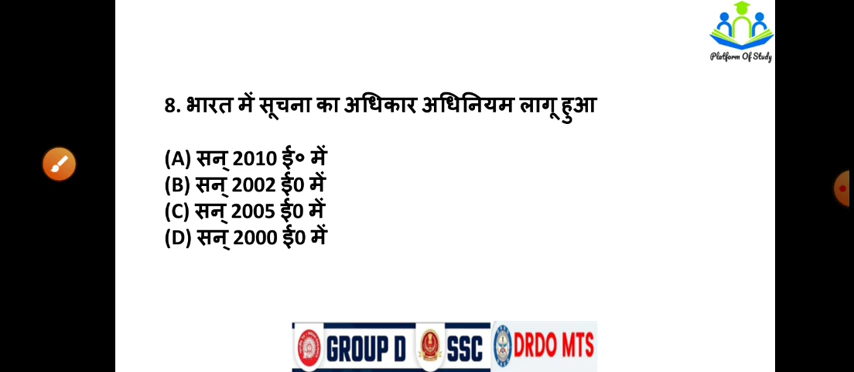 Platform Of Study
8. भारत में सूचना का अधिकार अधिनियम लागू हुआ
(A) सन् 2010 ई० में
(B) सन् 2002 ई0 में
(C) सन् 2005 ई0 में
(D) सन् 2000 ई0 में
GROUP D SSC DRDO MTS